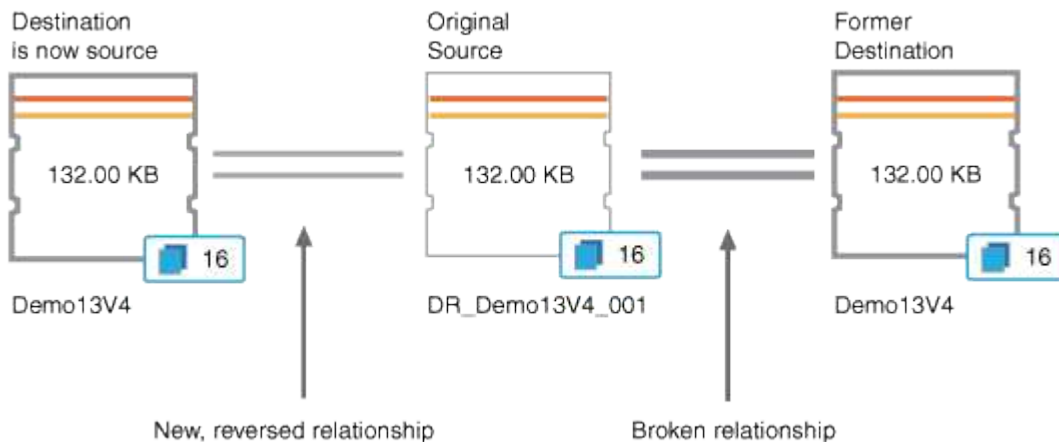 Destination
is now source
Original
Source
Former
Destination
132.00 KB
132.00 KB
132.00 KB
16
16
16
Demo13V4
DR_Demo13V4_001
Demo13V4
New, reversed relationship
Broken relationship